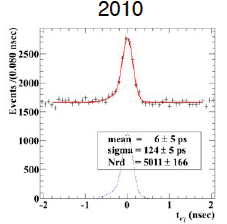 2010
Events /(0.080 nsec)
2500
2000
1500
1000
500
0
mean = 6 ± 5 ps
sigma = 124 ± 5 ps
Nrd = 5011 ± 166
-2 -1 0 1 2
t_eγ (nsec)